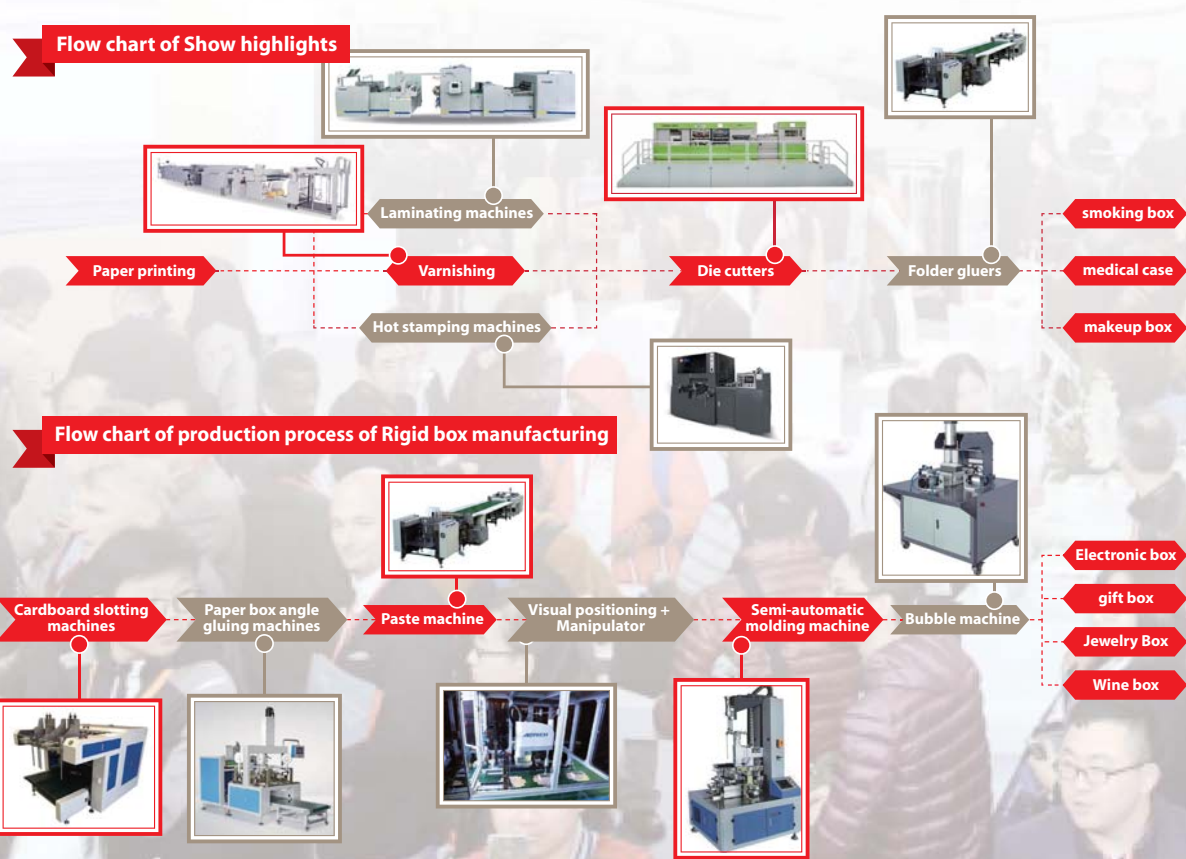 Flow chart of Show highlights
Laminating machines
smoking box
Paper printing
Varnishing
Die cutters
Folder gluers
medical case
Hot stamping machines
makeup box
Flow chart of production process of Rigid box manufacturing
Cardboard slotting
machines
Paper box angle
gluing machines
Paste machine
Visual positioning +
Manipulator
Semi-automatic
molding machine
Bubble machine
Electronic box
gift box
Jewelry Box
Wine box